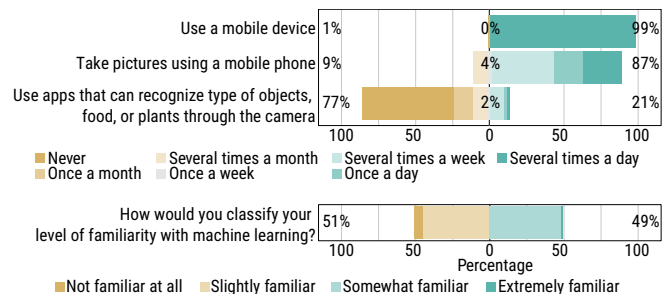 Use a mobile device 1% 0% 99%
Take pictures using a mobile phone 9% 4% 87%
Use apps that can recognize type of objects,
food, or plants through the camera 77% 2% 21%
100 50 0 50 100
Never Several times a month Several times a week Several times a day
Once a month Once a week Once a day
How would you classify your
level of familiarity with machine learning? 51% 49%
100 50 0 50 100
Percentage
Not familiar at all Slightly familiar Somewhat familiar Extremely familiar